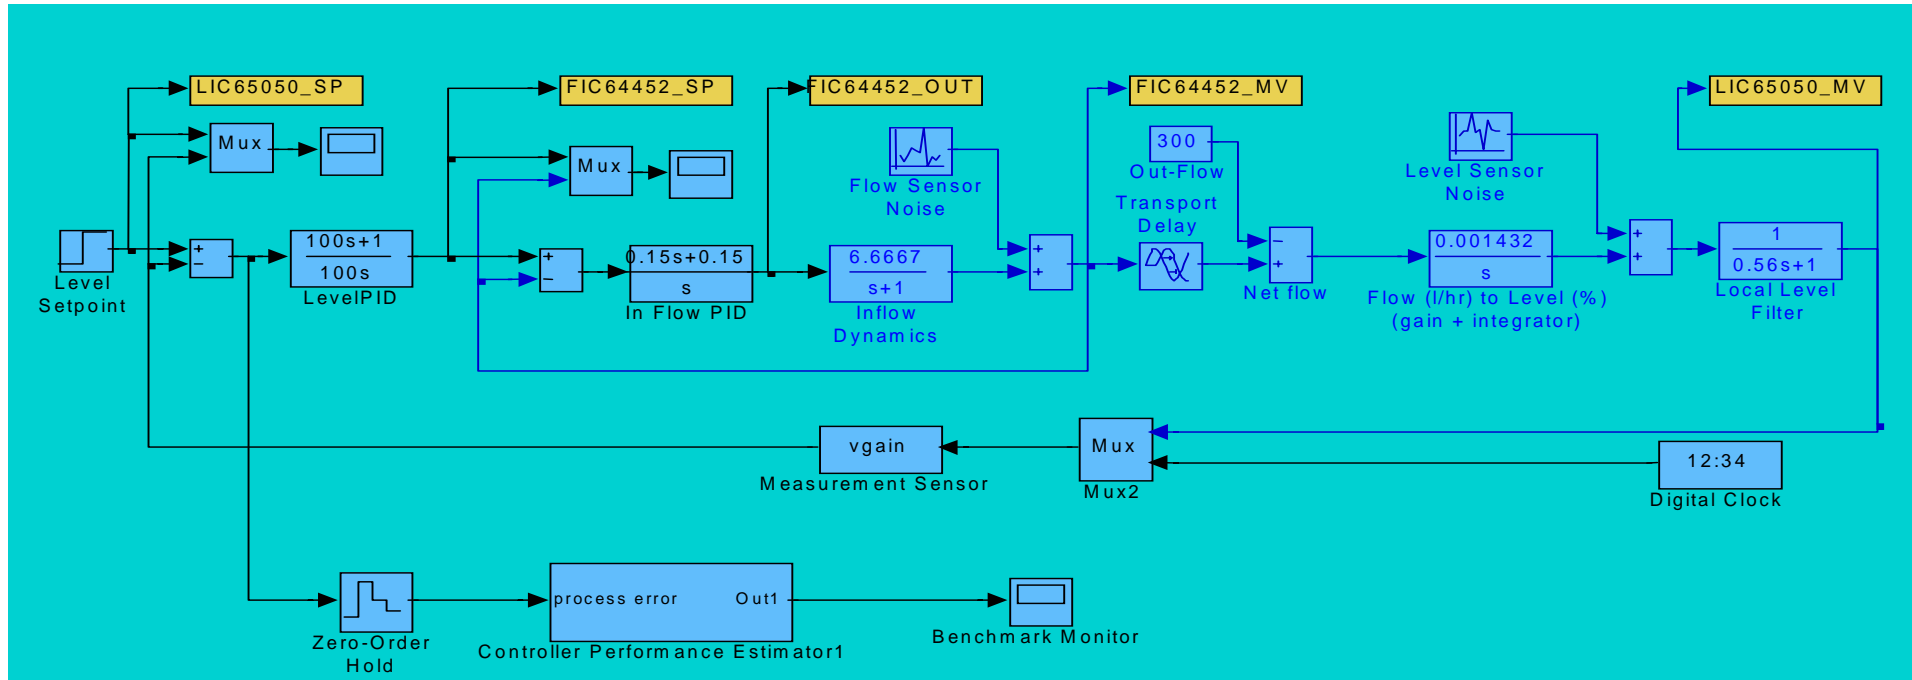 LIC65050_SP
FIC64452_SP
FIC64452_OUT
FIC64452_MV
LIC65050_MV
Mux
Mux
Flow Sensor
Noise
300
Out-Flow
Transport
Delay
Level Sensor
Noise
Level
Setpoint
+
−
100s+1
100s
LevelPID
+
−
0.15s+0.15
s
In Flow PID
6.6667
s+1
Inflow
Dynamics
+
+
−
+
Net flow
0.001432
s
Flow (l/hr) to Level (%)
(gain + integrator)
+
+
1
0.56s+1
Local Level
Filter
vgain
Measurement Sensor
Mux
Mux2
12:34
Digital Clock
Zero-Order
Hold
process error
Out1
Controller Performance Estimator1
Benchmark Monitor